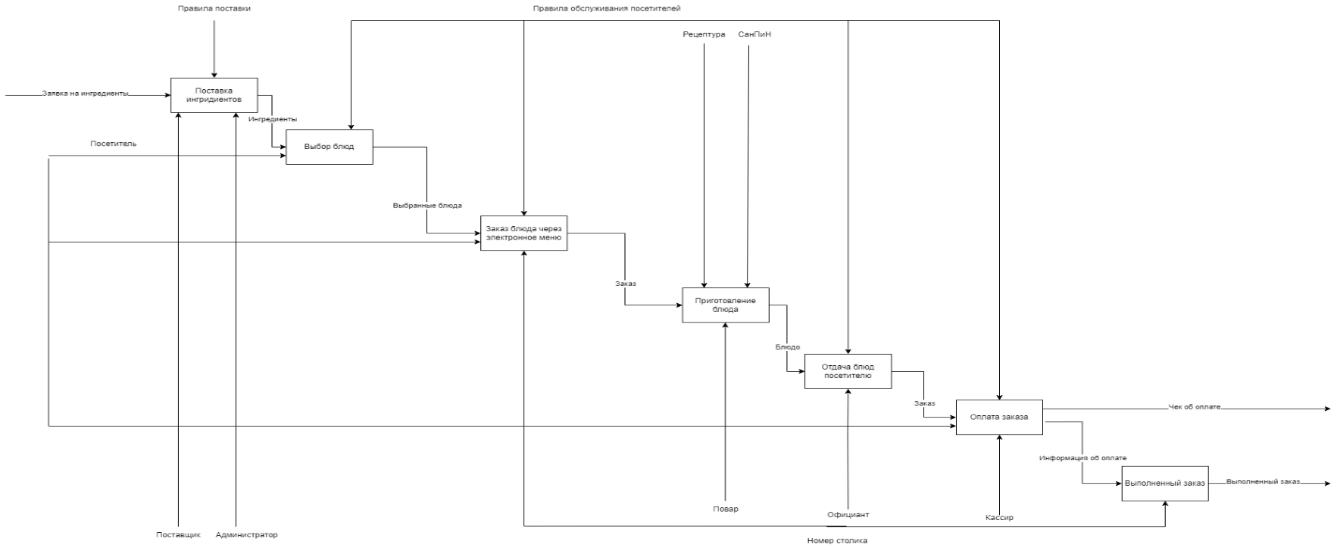 Правила поставки
Правила обслуживания посетителей
Рецептура
СанПиН
Заявка на ингредиенты
Поставка
ингридиентов
Ингредиенты
Посетитель
Выбор блюд
Выбранные блюда
Заказ блюда через
электронное меню
Заказ
Приготовление
блюда
Блюдо
Отдача блюд
посетителю
Заказ
Оплата заказа
Чек об оплате
Информация об оплате
Выполненный заказ
Выполненный заказ
Повар
Официант
Кассир
Поставщик
Администратор
Номер столика